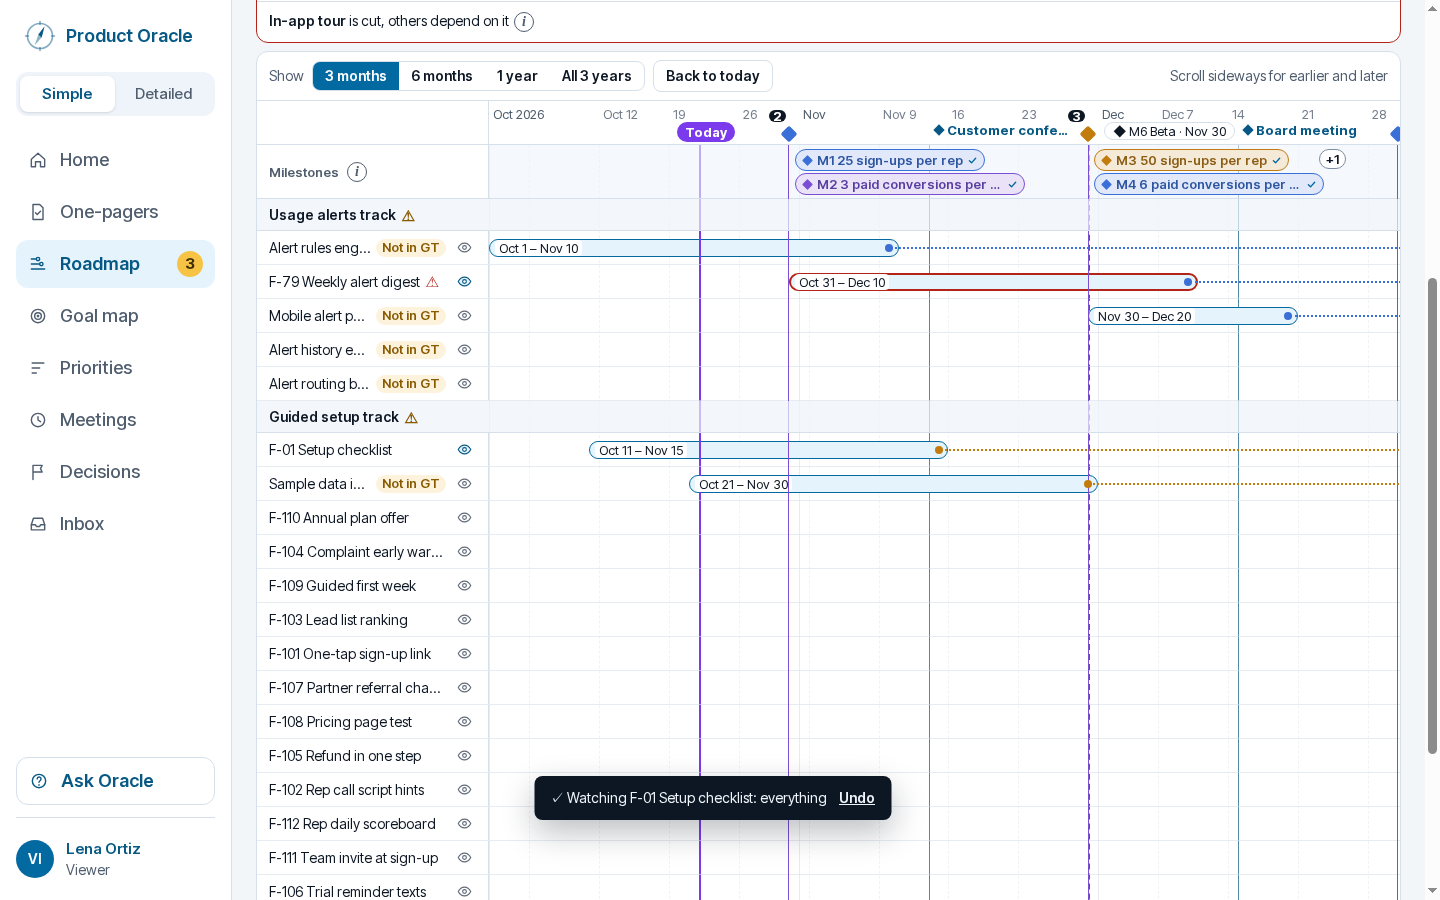 Product Oracle
Simple
Detailed
Home
One-pagers
Roadmap
3
Goal map
Priorities
Meetings
Decisions
Inbox
Ask Oracle
VI
Lena Ortiz
Viewer
In-app tour is cut, others depend on it i
Show
3 months
6 months
1 year
All 3 years
Back to today
Scroll sideways for earlier and later
Oct 2026
Oct 12
19
26
2
Nov
Nov 9
16
23
3
Dec
Dec 7
14
21
28
Today
Customer confe…
M6 Beta · Nov 30
Board meeting
Milestones i
M1 25 sign-ups per rep ✓
M3 50 sign-ups per rep ✓
+1
M2 3 paid conversions per … ✓
M4 6 paid conversions per … ✓
Usage alerts track
Alert rules eng… Not in GT
Oct 1 – Nov 10
F-79 Weekly alert digest
Oct 31 – Dec 10
Mobile alert p… Not in GT
Nov 30 – Dec 20
Alert history e… Not in GT
Alert routing b… Not in GT
Guided setup track
F-01 Setup checklist
Oct 11 – Nov 15
Sample data i… Not in GT
Oct 21 – Nov 30
F-110 Annual plan offer
F-104 Complaint early war…
F-109 Guided first week
F-103 Lead list ranking
F-101 One-tap sign-up link
F-107 Partner referral cha…
F-108 Pricing page test
F-105 Refund in one step
F-102 Rep call script hints
✓ Watching F-01 Setup checklist: everything Undo
F-112 Rep daily scoreboard
F-111 Team invite at sign-up
F-106 Trial reminder texts